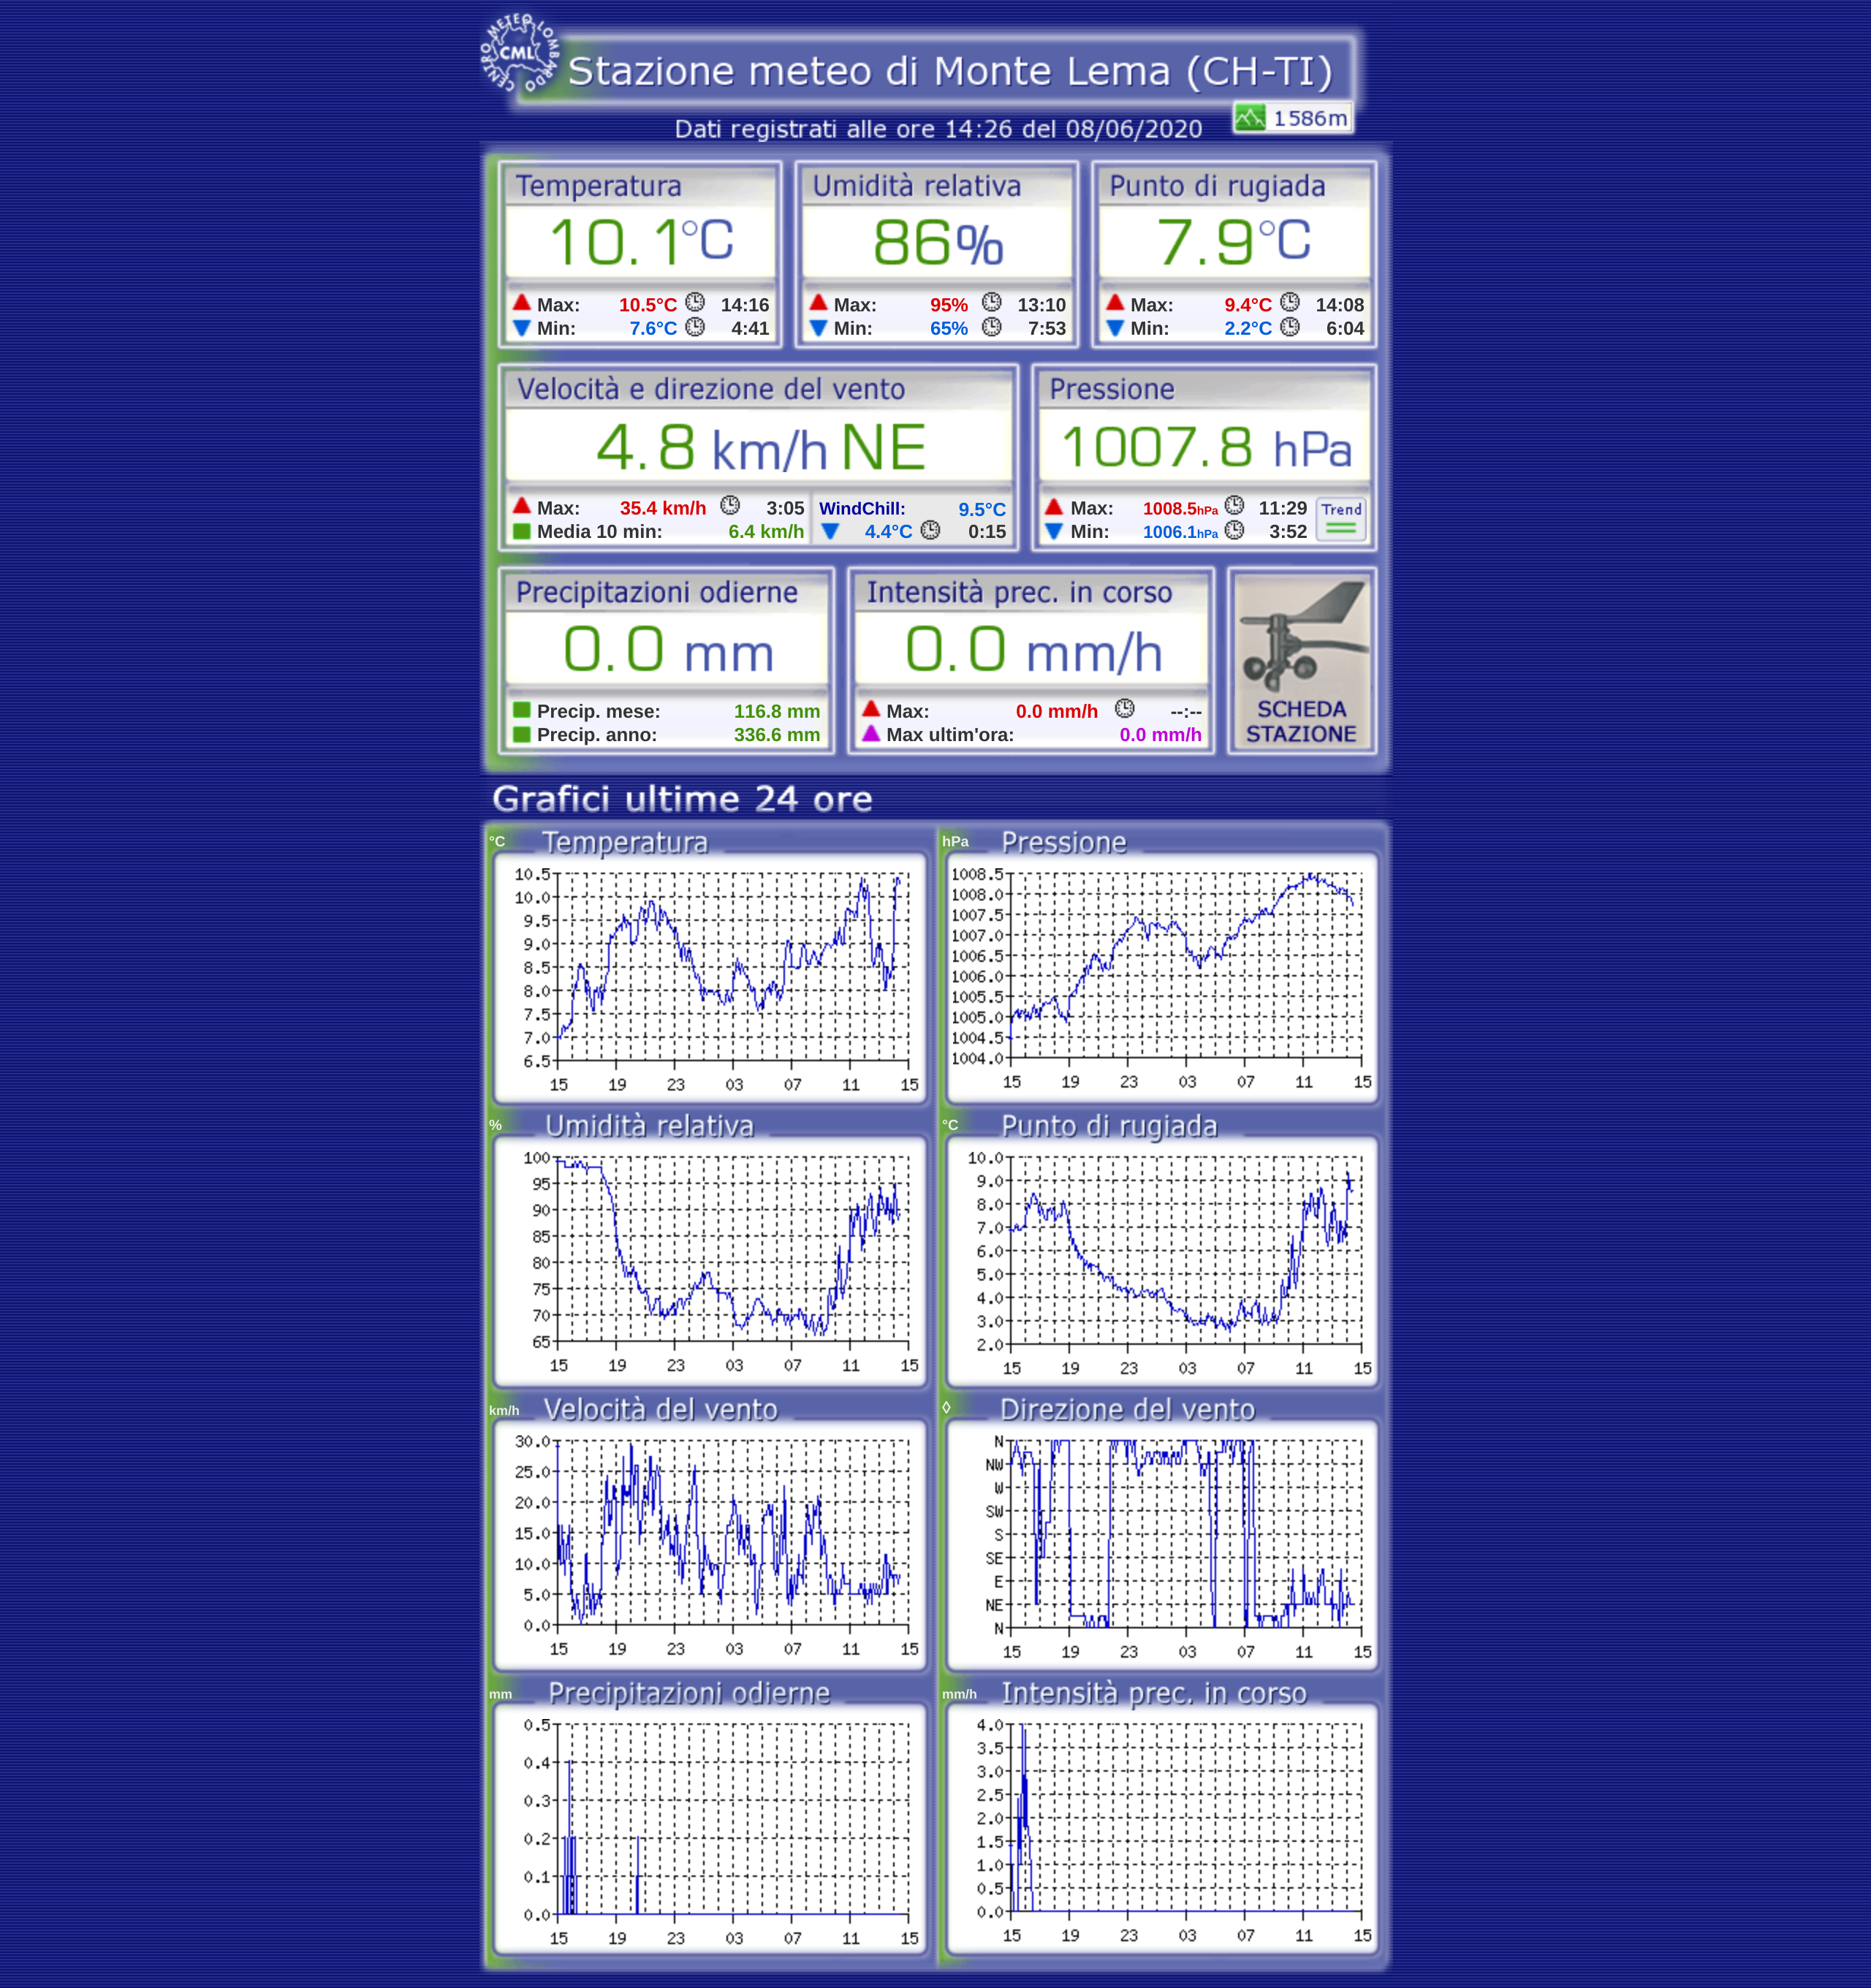 CENTRO METEO LOMBARDO
CML
Stazione meteo di Monte Lema (CH-TI)
1586m
Dati registrati alle ore 14:26 del 08/06/2020
Temperatura
10.1°C
Max: 10.5°C 14:16
Min: 7.6°C 4:41
Umidità relativa
86%
Max: 95% 13:10
Min: 65% 7:53
Punto di rugiada
7.9°C
Max: 9.4°C 14:08
Min: 2.2°C 6:04
Velocità e direzione del vento
4.8 km/h NE
Max: 35.4 km/h 3:05
Media 10 min: 6.4 km/h
WindChill: 9.5°C
4.4°C 0:15
Pressione
1007.8 hPa
Max: 1008.5hPa 11:29
Min: 1006.1hPa 3:52
Trend
Precipitazioni odierne
0.0 mm
Precip. mese: 116.8 mm
Precip. anno: 336.6 mm
Intensità prec. in corso
0.0 mm/h
Max: 0.0 mm/h --:--
Max ultim'ora: 0.0 mm/h
SCHEDA
STAZIONE
Grafici ultime 24 ore
°C Temperatura
10.5
10.0
9.5
9.0
8.5
8.0
7.5
7.0
6.5
15 19 23 03 07 11 15
hPa Pressione
1008.5
1008.0
1007.5
1007.0
1006.5
1006.0
1005.5
1005.0
1004.5
1004.0
15 19 23 03 07 11 15
% Umidità relativa
100
95
90
85
80
75
70
65
15 19 23 03 07 11 15
°C Punto di rugiada
10.0
9.0
8.0
7.0
6.0
5.0
4.0
3.0
2.0
15 19 23 03 07 11 15
km/h Velocità del vento
30.0
25.0
20.0
15.0
10.0
5.0
0.0
15 19 23 03 07 11 15
◊ Direzione del vento
N
NW
W
SW
S
SE
E
NE
N
15 19 23 03 07 11 15
mm Precipitazioni odierne
0.5
0.4
0.3
0.2
0.1
0.0
15 19 23 03 07 11 15
mm/h Intensità prec. in corso
4.0
3.5
3.0
2.5
2.0
1.5
1.0
0.5
0.0
15 19 23 03 07 11 15